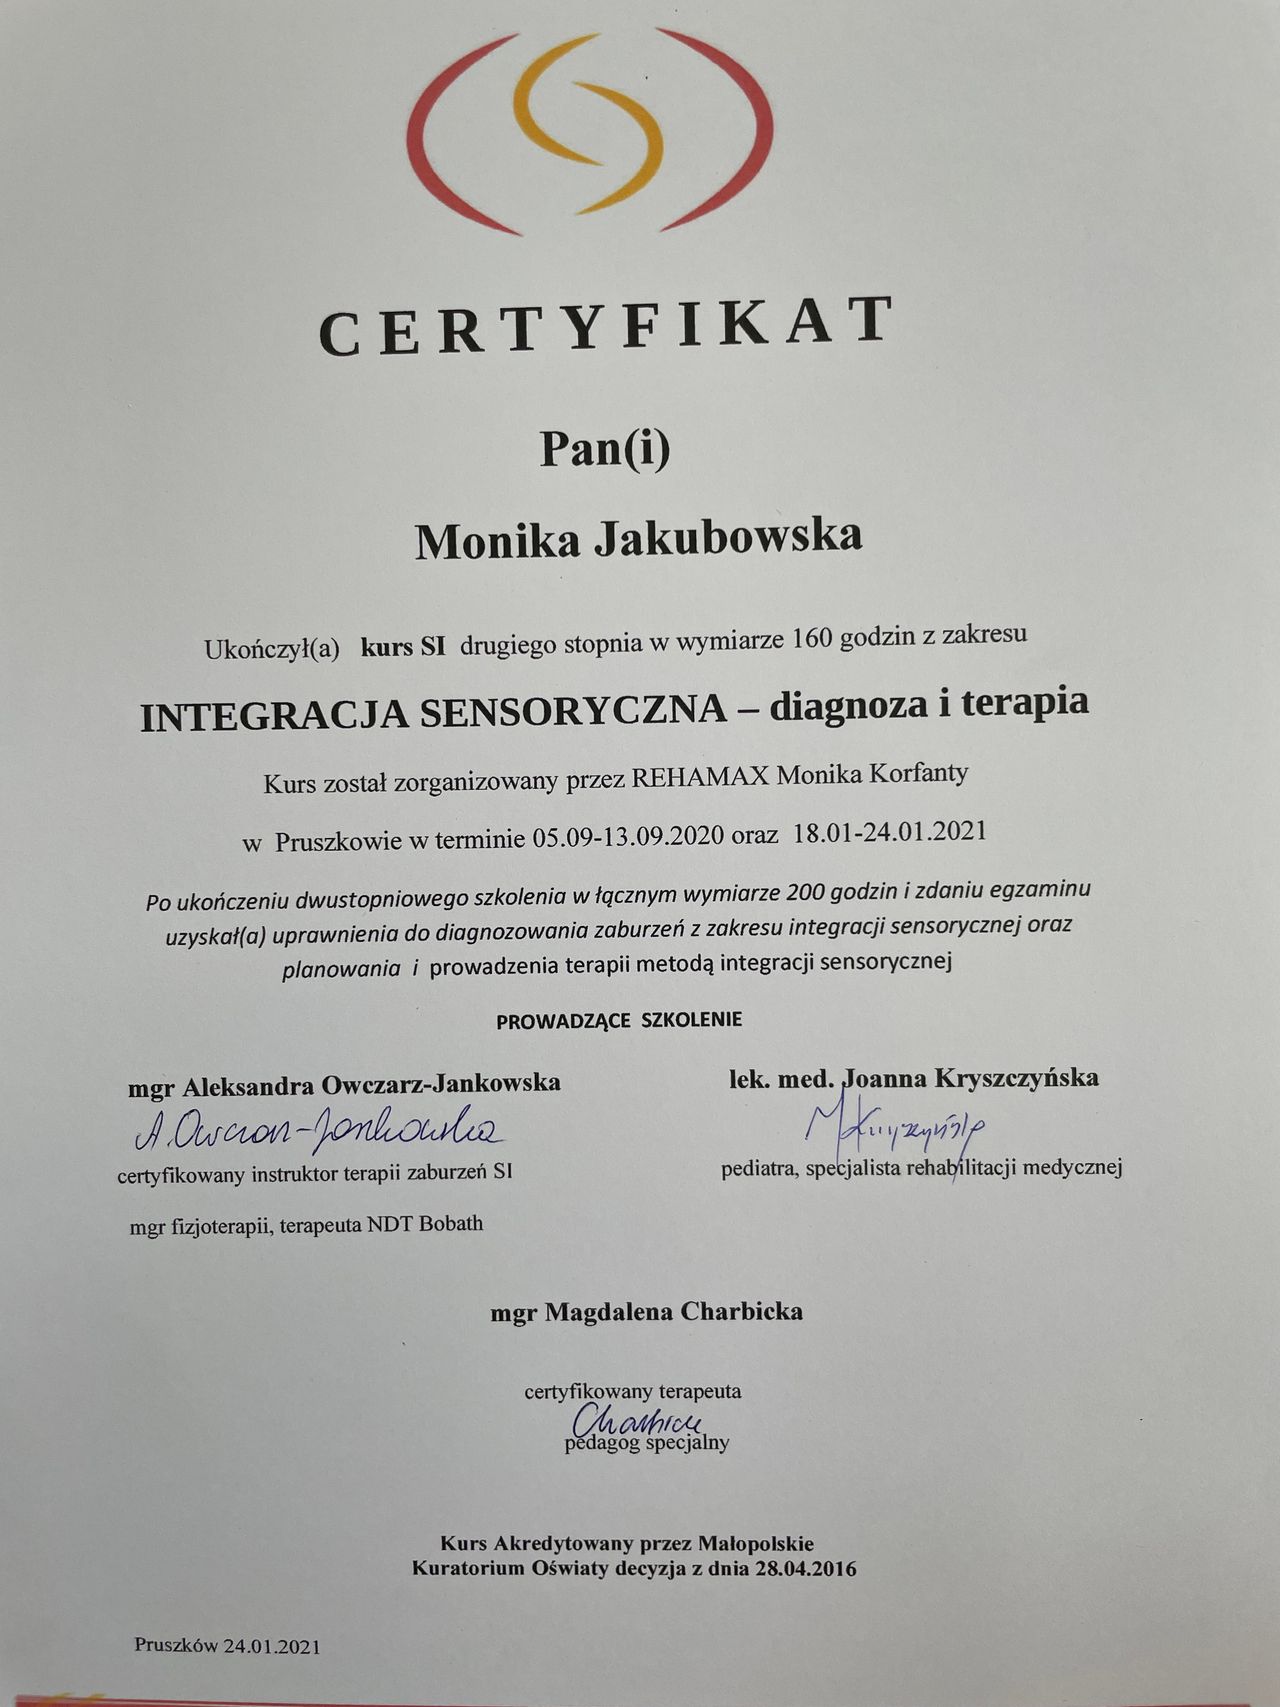 CERTYFIKAT
Pan(i)
Monika Jakubowska
Ukończył(a) kurs SI drugiego stopnia w wymiarze 160 godzin z zakresu
INTEGRACJA SENSORYCZNA – diagnoza i terapia
Kurs został zorganizowany przez REHAMAX Monika Korfanty
w Pruszkowie w terminie 05.09-13.09.2020 oraz 18.01-24.01.2021
Po ukończeniu dwustopniowego szkolenia w łącznym wymiarze 200 godzin i zdaniu egzaminu
uzyskał(a) uprawnienia do diagnozowania zaburzeń z zakresu integracji sensorycznej oraz
planowania i prowadzenia terapii metodą integracji sensorycznej
PROWADZĄCE SZKOLENIE
mgr Aleksandra Owczarz-Jankowska
lek. med. Joanna Kryszczyńska
A. Owczarz-Jankowska
certyfikowany instruktor terapii zaburzeń SI
pediatra, specjalista rehabilitacji medycznej
mgr fizjoterapii, terapeuta NDT Bobath
mgr Magdalena Charbicka
certyfikowany terapeuta
pedagog specjalny
Kurs Akredytowany przez Małopolskie
Kuratorium Oświaty decyzja z dnia 28.04.2016
Pruszków 24.01.2021